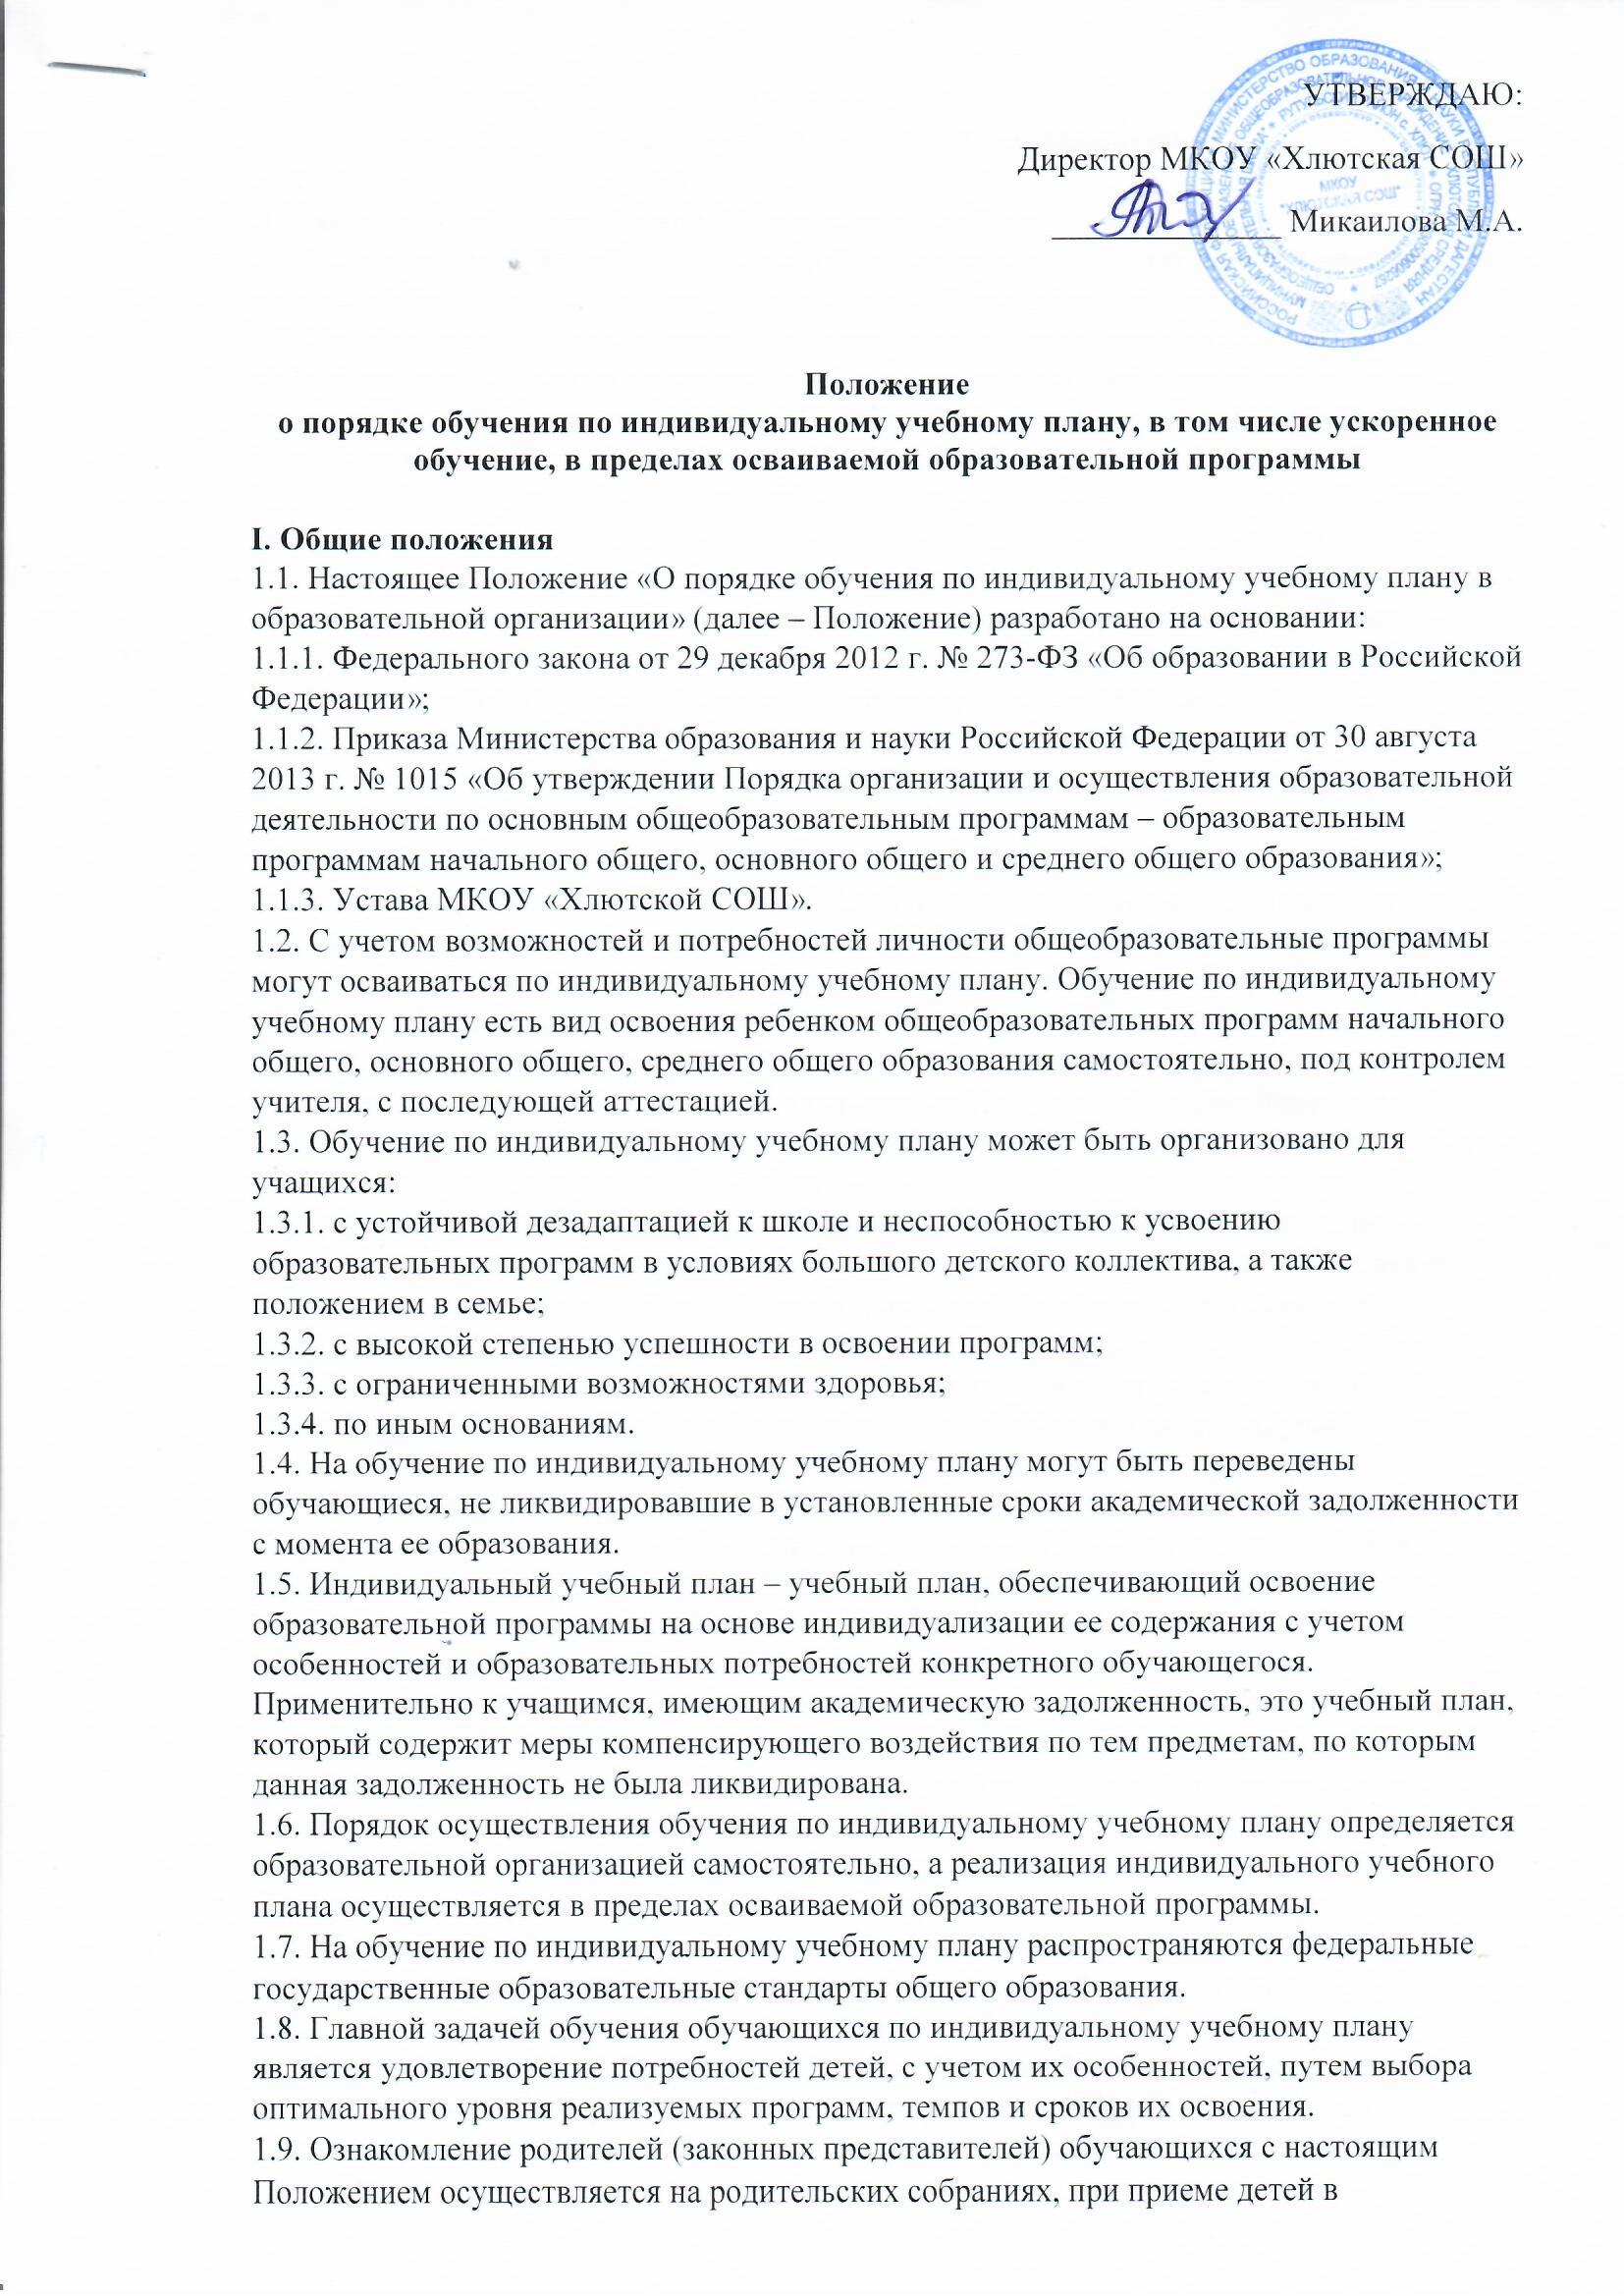 УТВЕРЖДАЮ:
Директор МКОУ «Хлютская СОШ»
Микаилова М.А.
МКОУ
"ХЛЮТСКАЯ СОШ"
Положение
о порядке обучения по индивидуальному учебному плану, в том числе ускоренное
обучение, в пределах осваиваемой образовательной программы
I. Общие положения
1.1. Настоящее Положение «О порядке обучения по индивидуальному учебному плану в
образовательной организации» (далее – Положение) разработано на основании:
1.1.1. Федерального закона от 29 декабря 2012 г. № 273-ФЗ «Об образовании в Российской
Федерации»;
1.1.2. Приказа Министерства образования и науки Российской Федерации от 30 августа
2013 г. № 1015 «Об утверждении Порядка организации и осуществления образовательной
деятельности по основным общеобразовательным программам – образовательным
программам начального общего, основного общего и среднего общего образования»;
1.1.3. Устава МКОУ «Хлютской СОШ».
1.2. С учетом возможностей и потребностей личности общеобразовательные программы
могут осваиваться по индивидуальному учебному плану. Обучение по индивидуальному
учебному плану есть вид освоения ребенком общеобразовательных программ начального
общего, основного общего, среднего общего образования самостоятельно, под контролем
учителя, с последующей аттестацией.
1.3. Обучение по индивидуальному учебному плану может быть организовано для
учащихся:
1.3.1. с устойчивой дезадаптацией к школе и неспособностью к усвоению
образовательных программ в условиях большого детского коллектива, а также
положением в семье;
1.3.2. с высокой степенью успешности в освоении программ;
1.3.3. с ограниченными возможностями здоровья;
1.3.4. по иным основаниям.
1.4. На обучение по индивидуальному учебному плану могут быть переведены
обучающиеся, не ликвидировавшие в установленные сроки академической задолженности
с момента ее образования.
1.5. Индивидуальный учебный план – учебный план, обеспечивающий освоение
образовательной программы на основе индивидуализации ее содержания с учетом
особенностей и образовательных потребностей конкретного обучающегося.
Применительно к учащимся, имеющим академическую задолженность, это учебный план,
который содержит меры компенсирующего воздействия по тем предметам, по которым
данная задолженность не была ликвидирована.
1.6. Порядок осуществления обучения по индивидуальному учебному плану определяется
образовательной организацией самостоятельно, а реализация индивидуального учебного
плана осуществляется в пределах осваиваемой образовательной программы.
1.7. На обучение по индивидуальному учебному плану распространяются федеральные
государственные образовательные стандарты общего образования.
1.8. Главной задачей обучения обучающихся по индивидуальному учебному плану
является удовлетворение потребностей детей, с учетом их особенностей, путем выбора
оптимального уровня реализуемых программ, темпов и сроков их освоения.
1.9. Ознакомление родителей (законных представителей) обучающихся с настоящим
Положением осуществляется на родительских собраниях, при приеме детей в